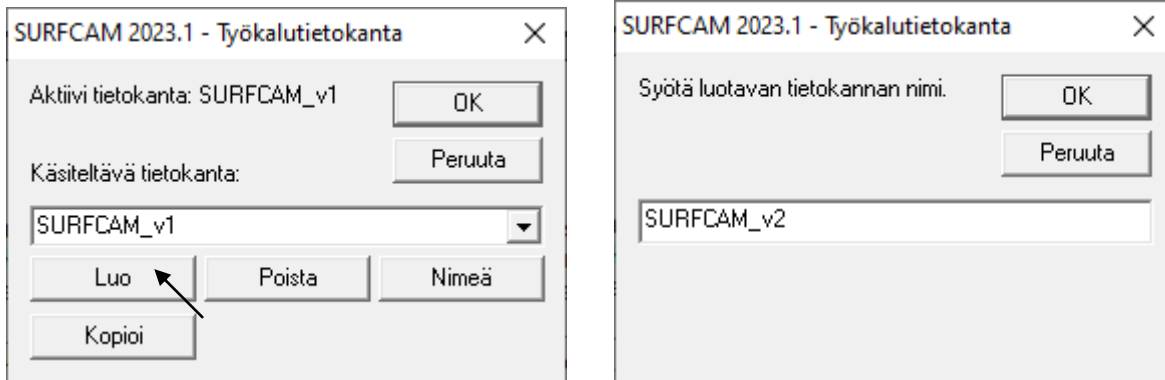 SURFCAM 2023.1 - Työkalutietokanta
Aktiivi tietokanta: SURFCAM_v1
OK
Peruuta
Käsiteltävä tietokanta:
SURFCAM_v1
Luo
Poista
Nimeä
Kopioi
SURFCAM 2023.1 - Työkalutietokanta
Syötä luotavan tietokannan nimi.
OK
Peruuta
SURFCAM_v2